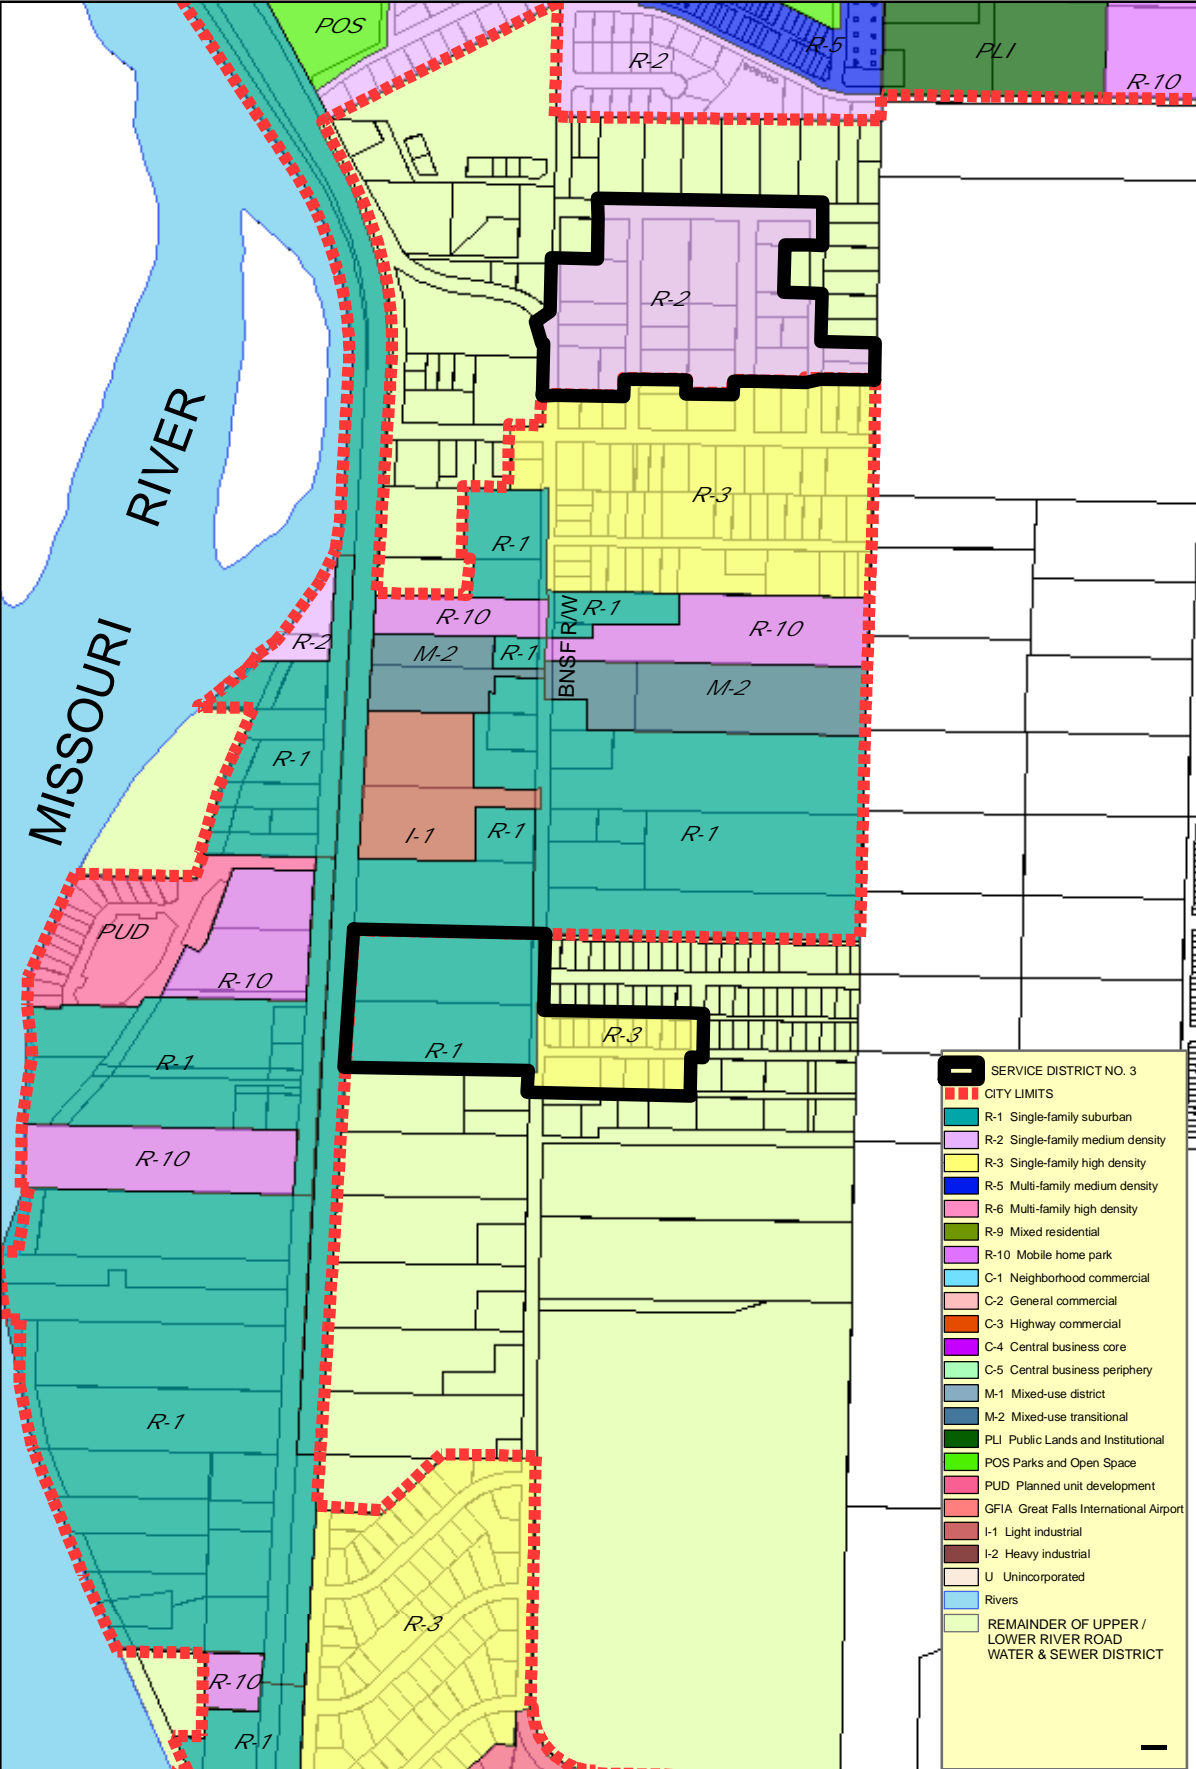 POS
R-2
R-5
PLI
R-10
R-2
RIVER
R-3
R-1
R-10
R-1
R-10
BNSF R/W
R-2
M-2
R-1
M-2
MISSOURI
R-1
I-1
R-1
R-1
PUD
R-10
R-1
R-1
R-3
R-10
R-1
R-3
R-10
R-1
SERVICE DISTRICT NO. 3
CITY LIMITS
R-1 Single-family suburban
R-2 Single-family medium density
R-3 Single-family high density
R-5 Multi-family medium density
R-6 Multi-family high density
R-9 Mixed residential
R-10 Mobile home park
C-1 Neighborhood commercial
C-2 General commercial
C-3 Highway commercial
C-4 Central business core
C-5 Central business periphery
M-1 Mixed-use district
M-2 Mixed-use transitional
PLI Public Lands and Institutional
POS Parks and Open Space
PUD Planned unit development
GFIA Great Falls International Airport
I-1 Light industrial
I-2 Heavy industrial
U Unincorporated
Rivers
REMAINDER OF UPPER /
LOWER RIVER ROAD
WATER & SEWER DISTRICT